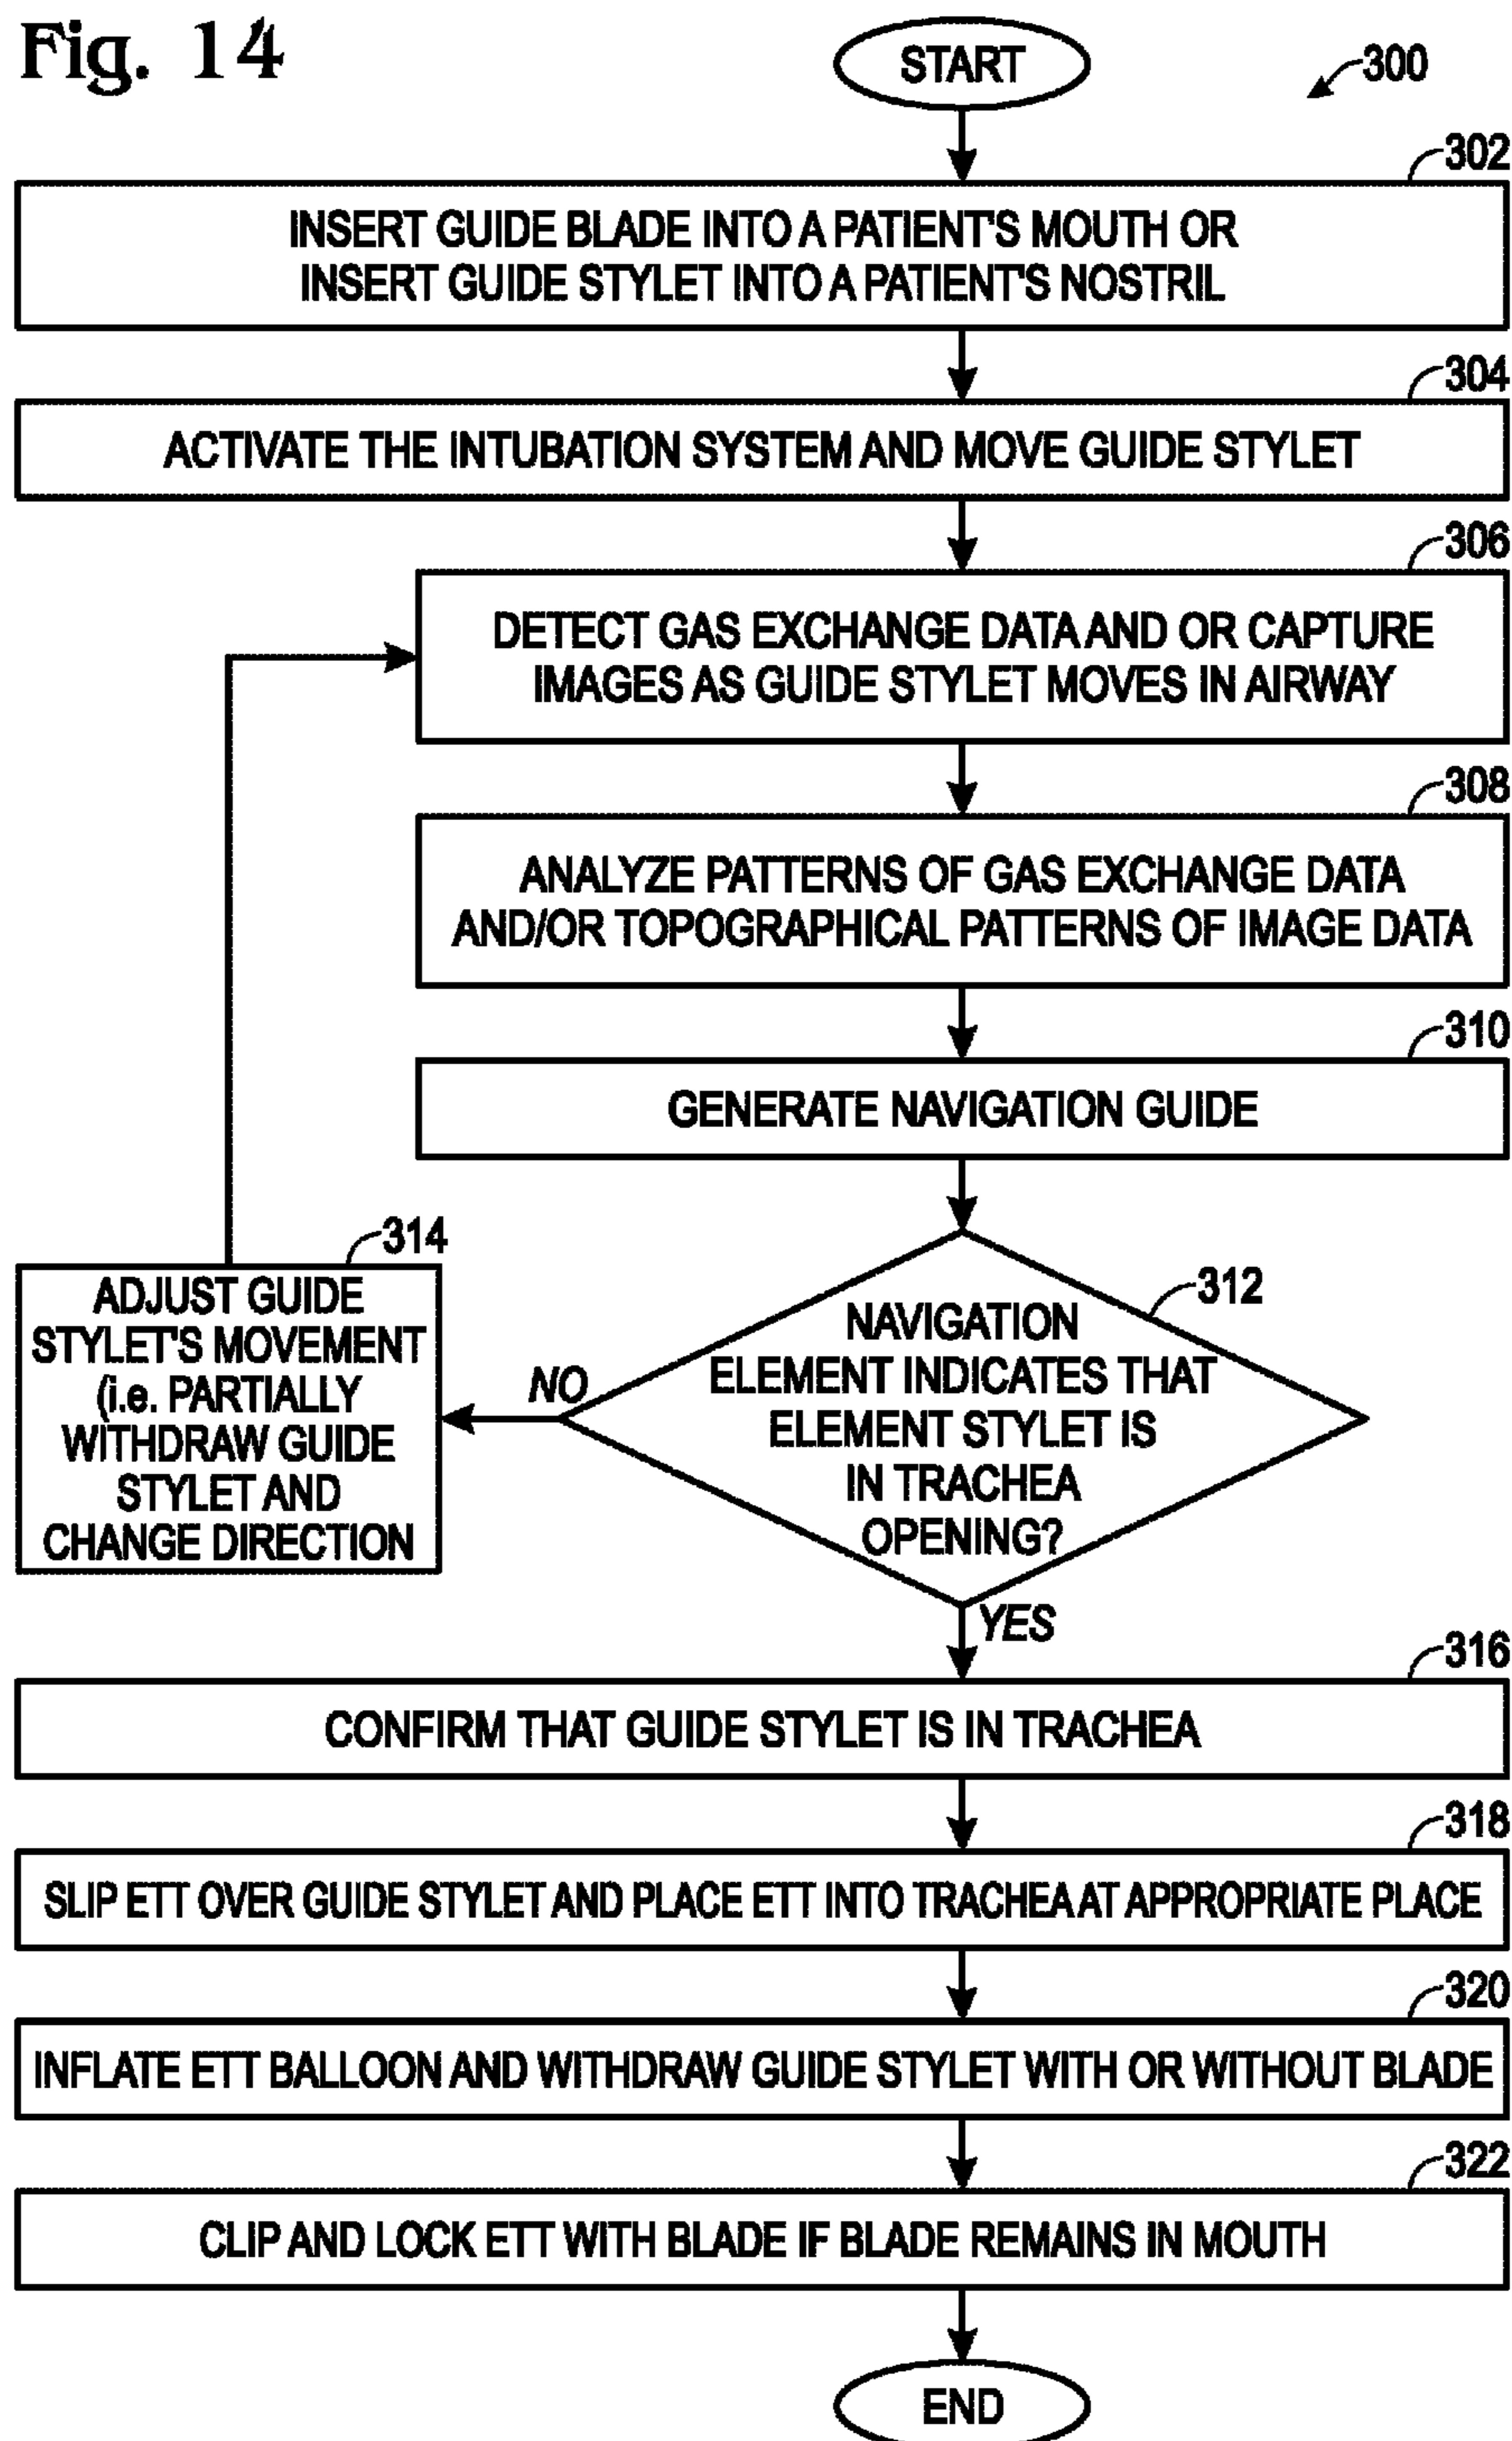 Fig. 14
START
300
302
INSERT GUIDE BLADE INTO A PATIENT'S MOUTH OR
INSERT GUIDE STYLET INTO A PATIENT'S NOSTRIL
304
ACTIVATE THE INTUBATION SYSTEM AND MOVE GUIDE STYLET
306
DETECT GAS EXCHANGE DATA AND OR CAPTURE
IMAGES AS GUIDE STYLET MOVES IN AIRWAY
308
ANALYZE PATTERNS OF GAS EXCHANGE DATA
AND/OR TOPOGRAPHICAL PATTERNS OF IMAGE DATA
310
GENERATE NAVIGATION GUIDE
312
NAVIGATION
ELEMENT INDICATES THAT
ELEMENT STYLET IS
IN TRACHEA
OPENING?
NO
314
ADJUST GUIDE
STYLET'S MOVEMENT
(i.e. PARTIALLY
WITHDRAW GUIDE
STYLET AND
CHANGE DIRECTION
YES
316
CONFIRM THAT GUIDE STYLET IS IN TRACHEA
318
SLIP ETT OVER GUIDE STYLET AND PLACE ETT INTO TRACHEA AT APPROPRIATE PLACE
320
INFLATE ETT BALLOON AND WITHDRAW GUIDE STYLET WITH OR WITHOUT BLADE
322
CLIP AND LOCK ETT WITH BLADE IF BLADE REMAINS IN MOUTH
END